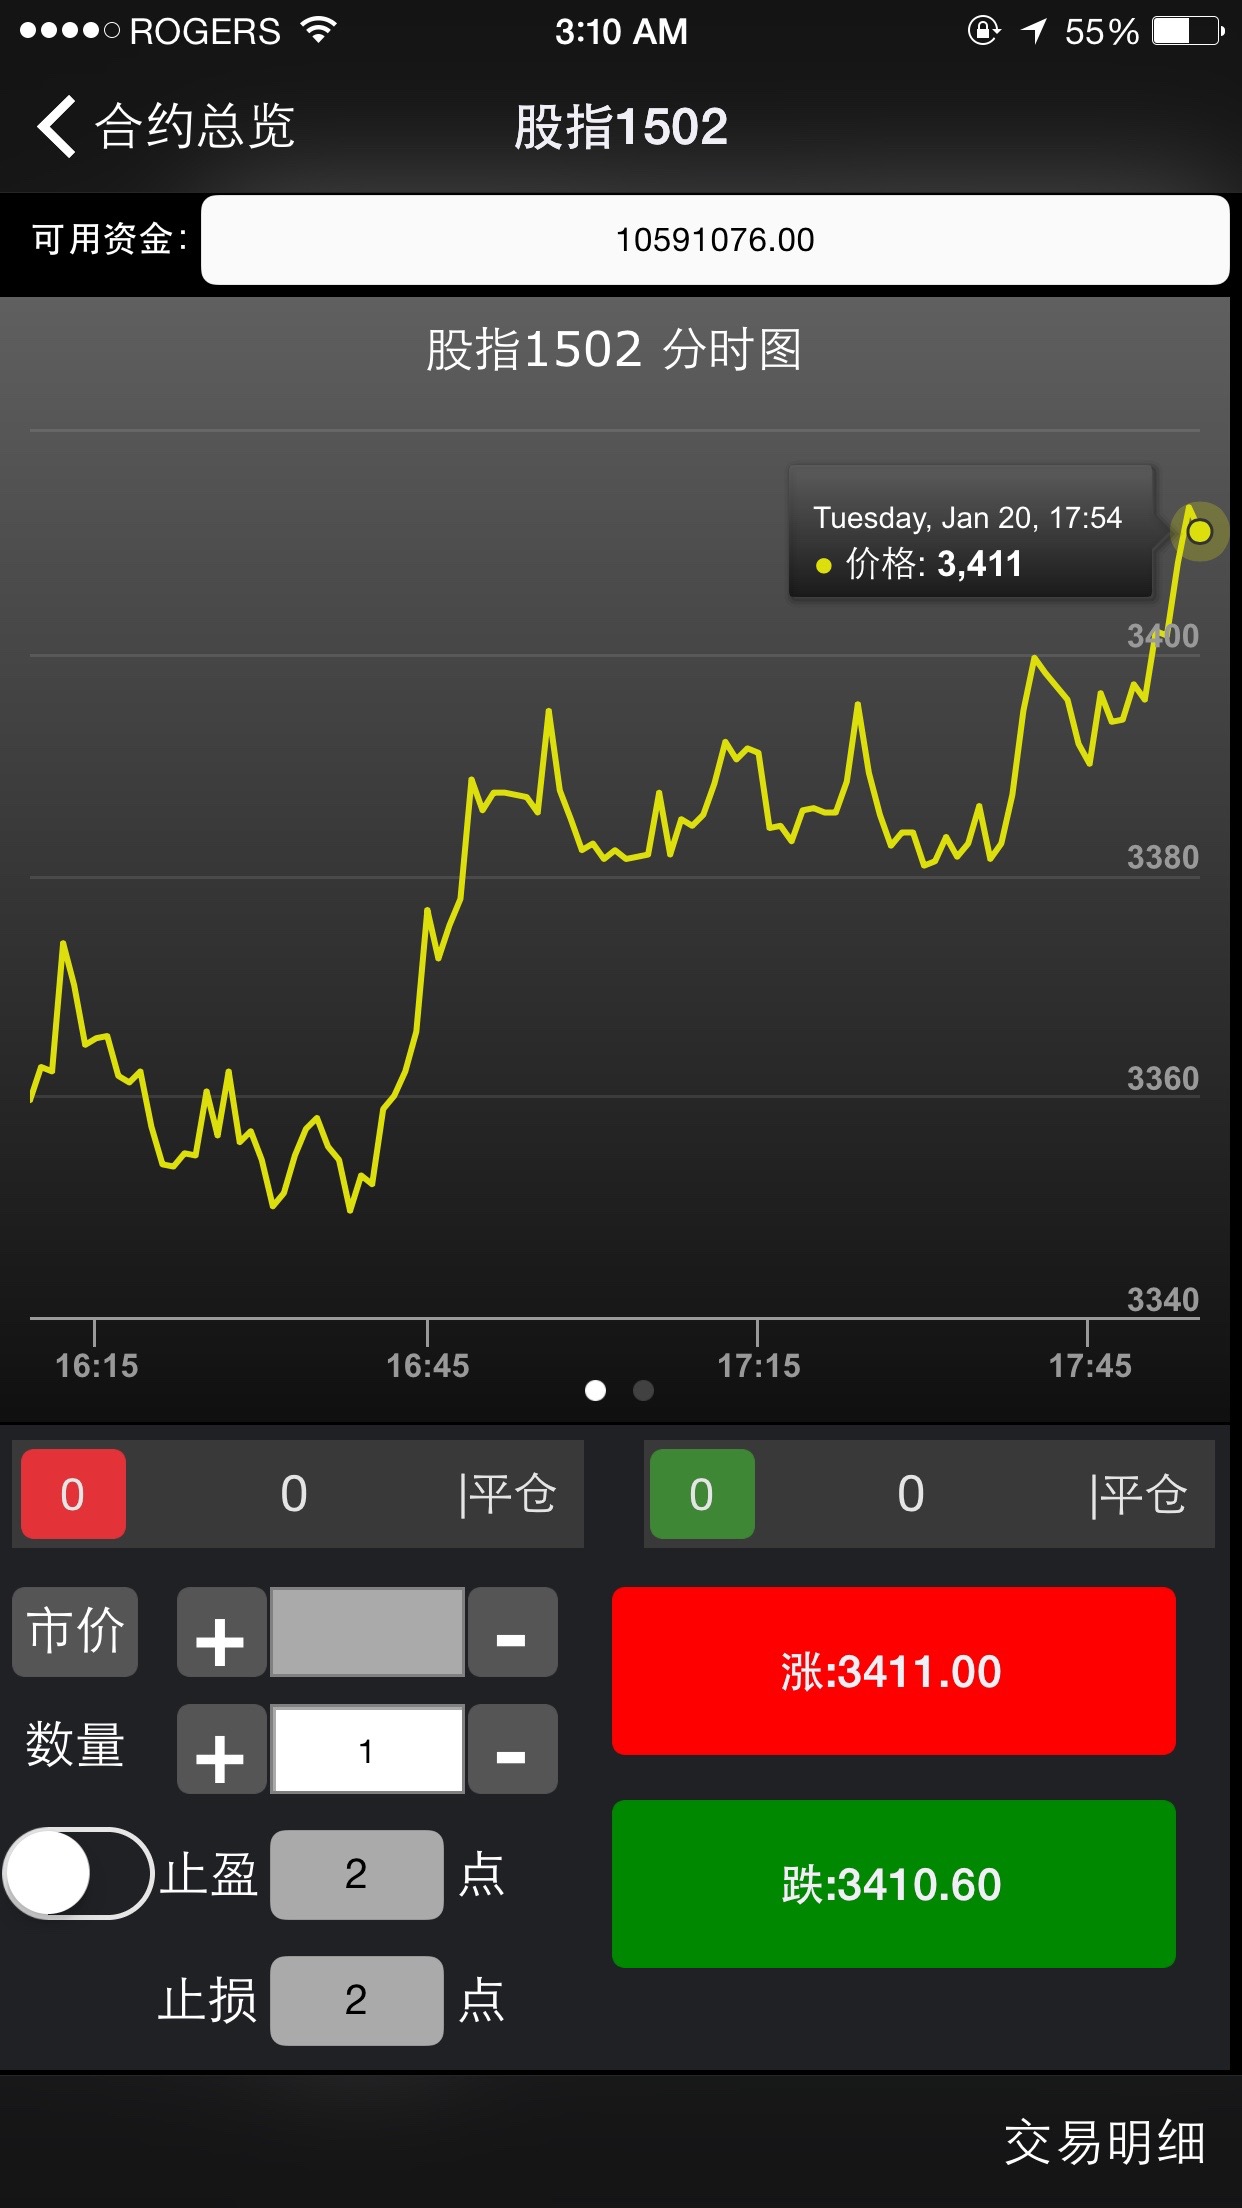 ROGERS 3:10 AM 55%
合约总览 股指1502
可用资金: 10591076.00
股指1502 分时图
Tuesday, Jan 20, 17:54
价格: 3,411
3400
3380
3360
3340
16:15 16:45 17:15 17:45
0 0 |平仓 0 0 |平仓
市价 + - 涨:3411.00
数量 + 1 -
止盈 2 点 跌:3410.60
止损 2 点
交易明细